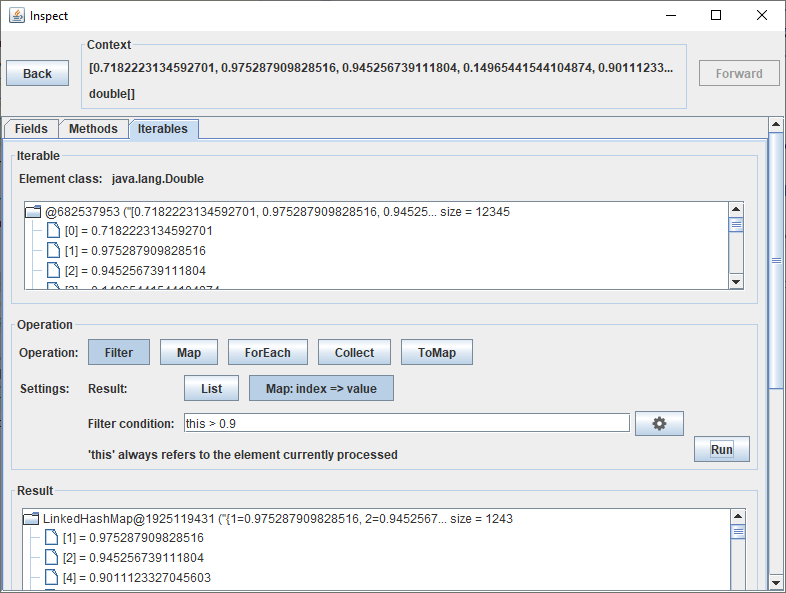 Inspect
Context
Back
[0.7182223134592701, 0.975287909828516, 0.945256739111804, 0.14965441544104874, 0.90111233...
Forward
double[]
Fields Methods Iterables
Iterable
Element class: java.lang.Double
@682537953 ("[0.7182223134592701, 0.975287909828516, 0.94525... size = 12345
[0] = 0.7182223134592701
[1] = 0.975287909828516
[2] = 0.945256739111804
[3] = 0.14965441544104874
Operation
Operation: Filter Map ForEach Collect ToMap
Settings: Result: List Map: index => value
Filter condition: this > 0.9
'this' always refers to the element currently processed
Run
Result
LinkedHashMap@1925119431 ("{1=0.975287909828516, 2=0.9452567... size = 1243
[1] = 0.975287909828516
[2] = 0.945256739111804
[4] = 0.9011123327045603